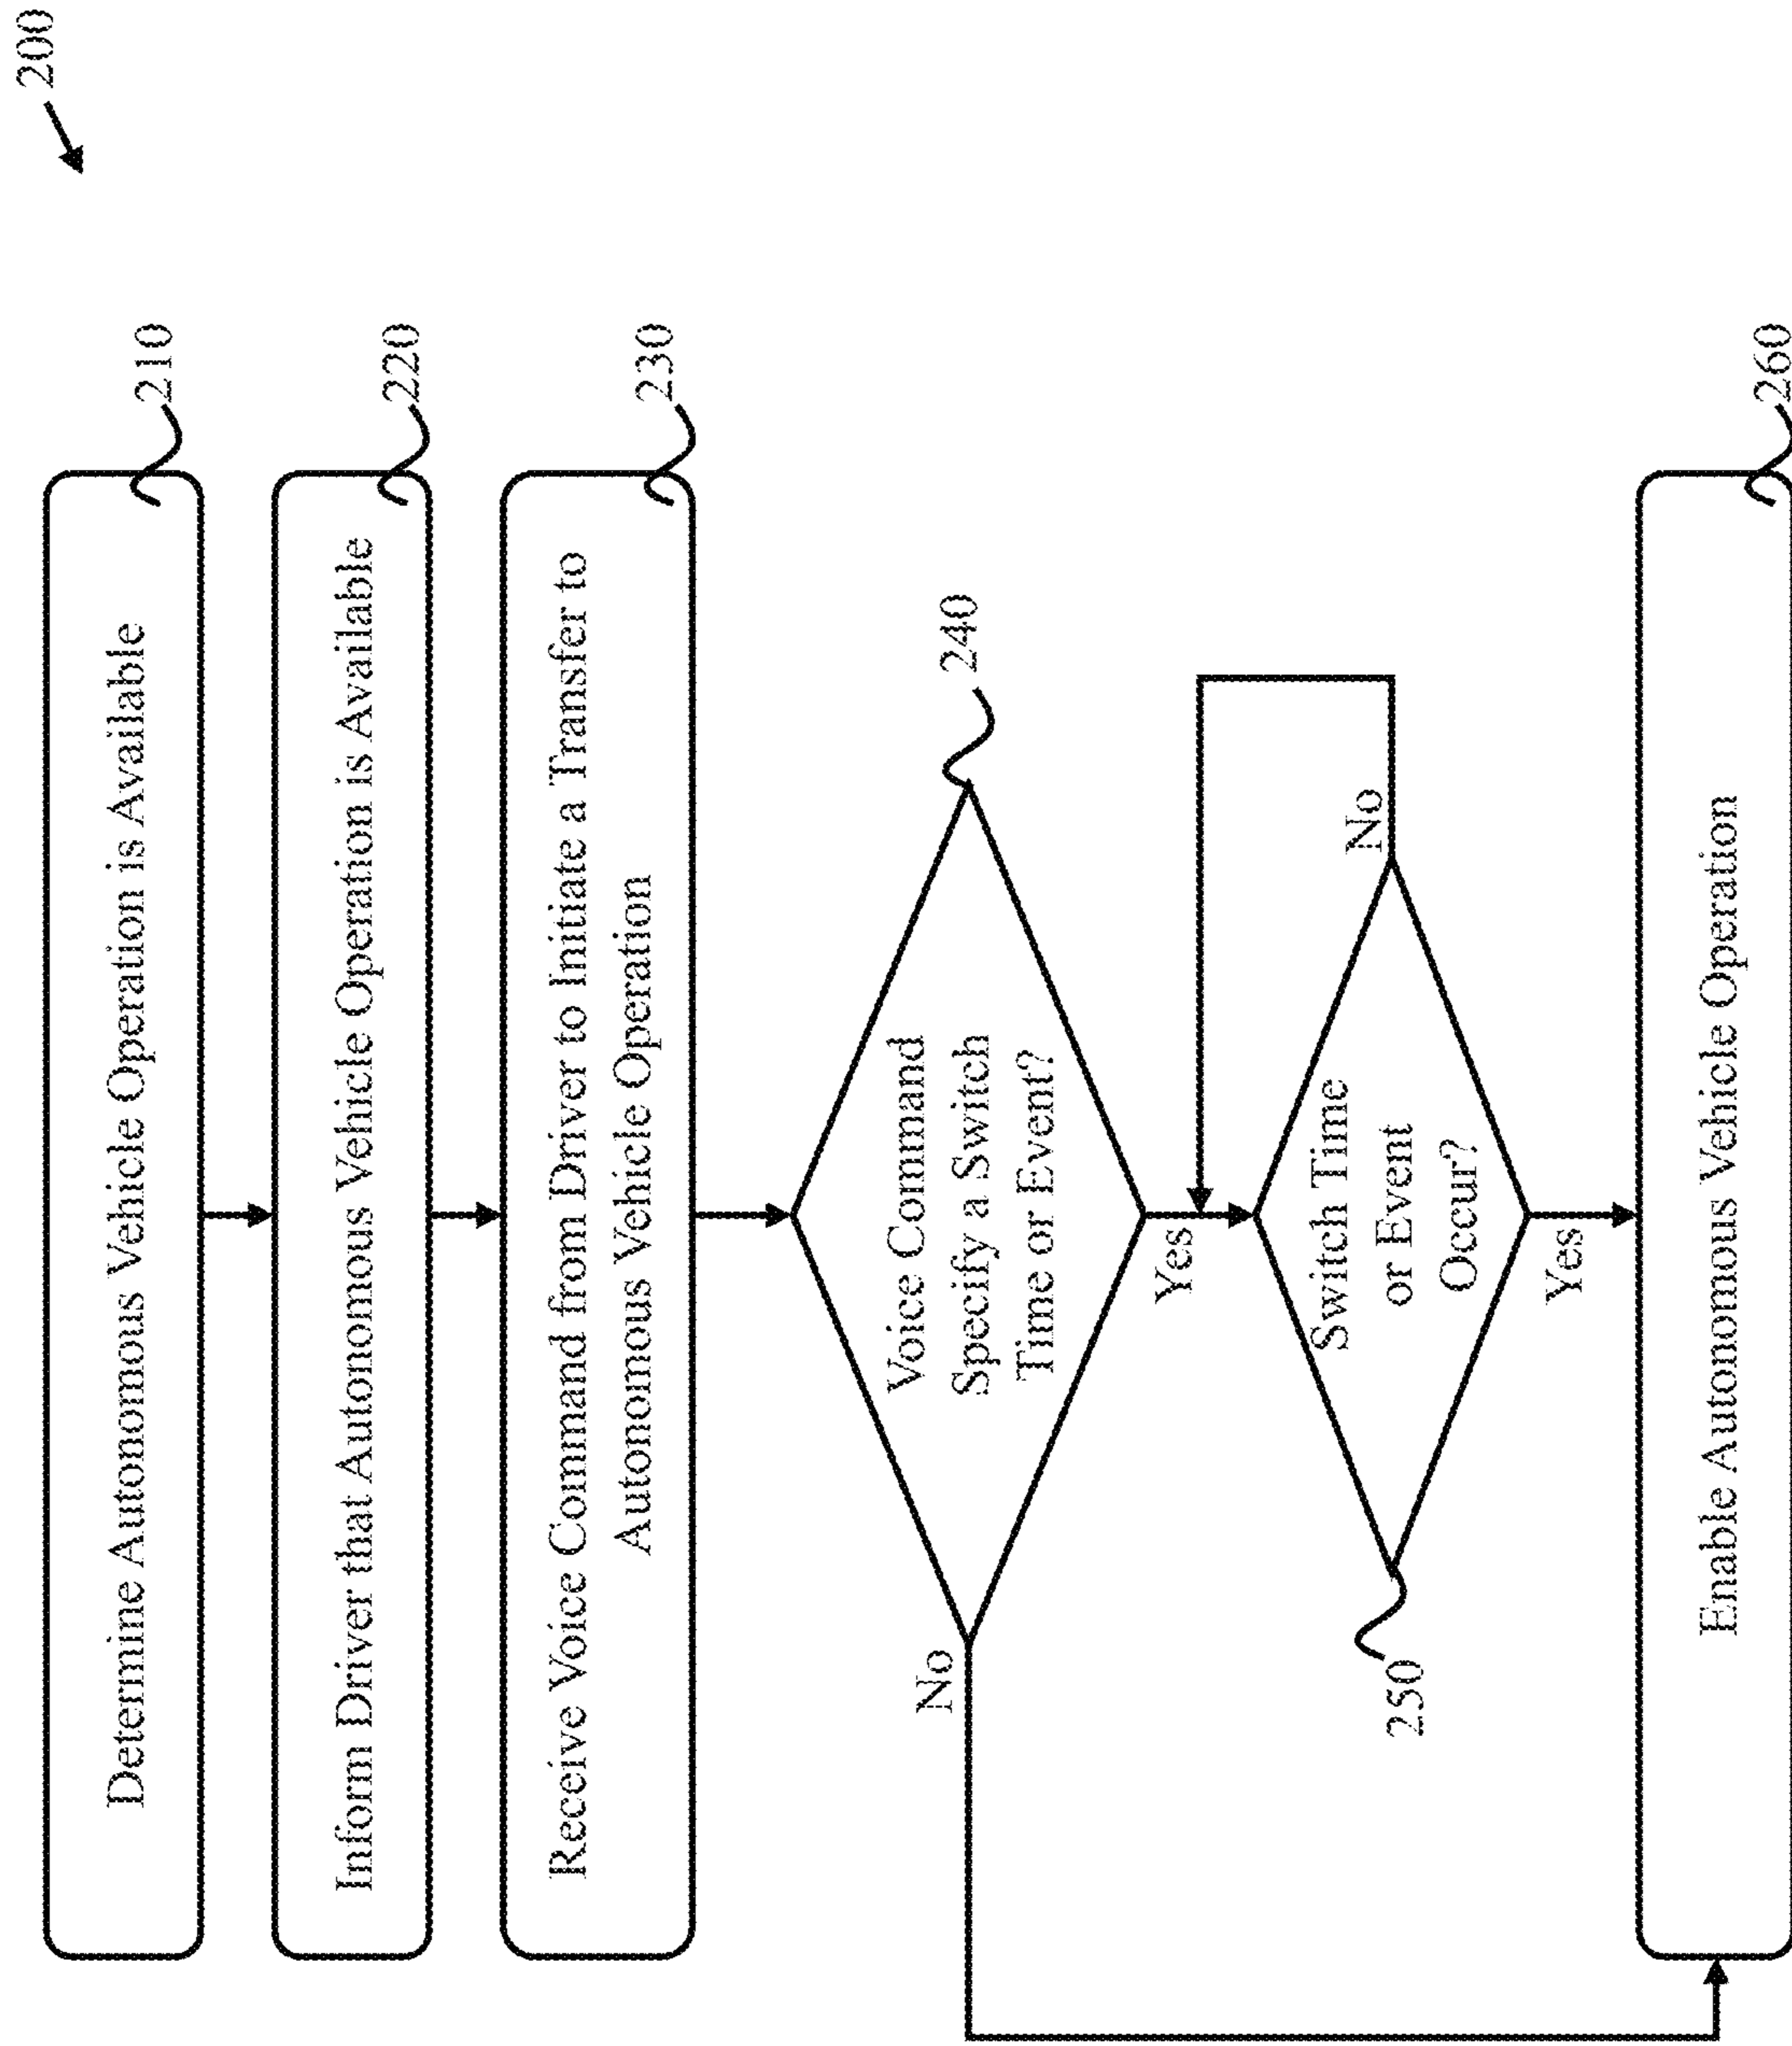 200
Determine Autonomous Vehicle Operation is Available
210
Inform Driver that Autonomous Vehicle Operation is Available
220
Receive Voice Command from Driver to Initiate a Transfer to
Autonomous Vehicle Operation
230
Voice Command
Specify a Switch
Time or Event?
240
No
Yes
Switch Time
or Event
Occur?
250
No
Yes
Enable Autonomous Vehicle Operation
260